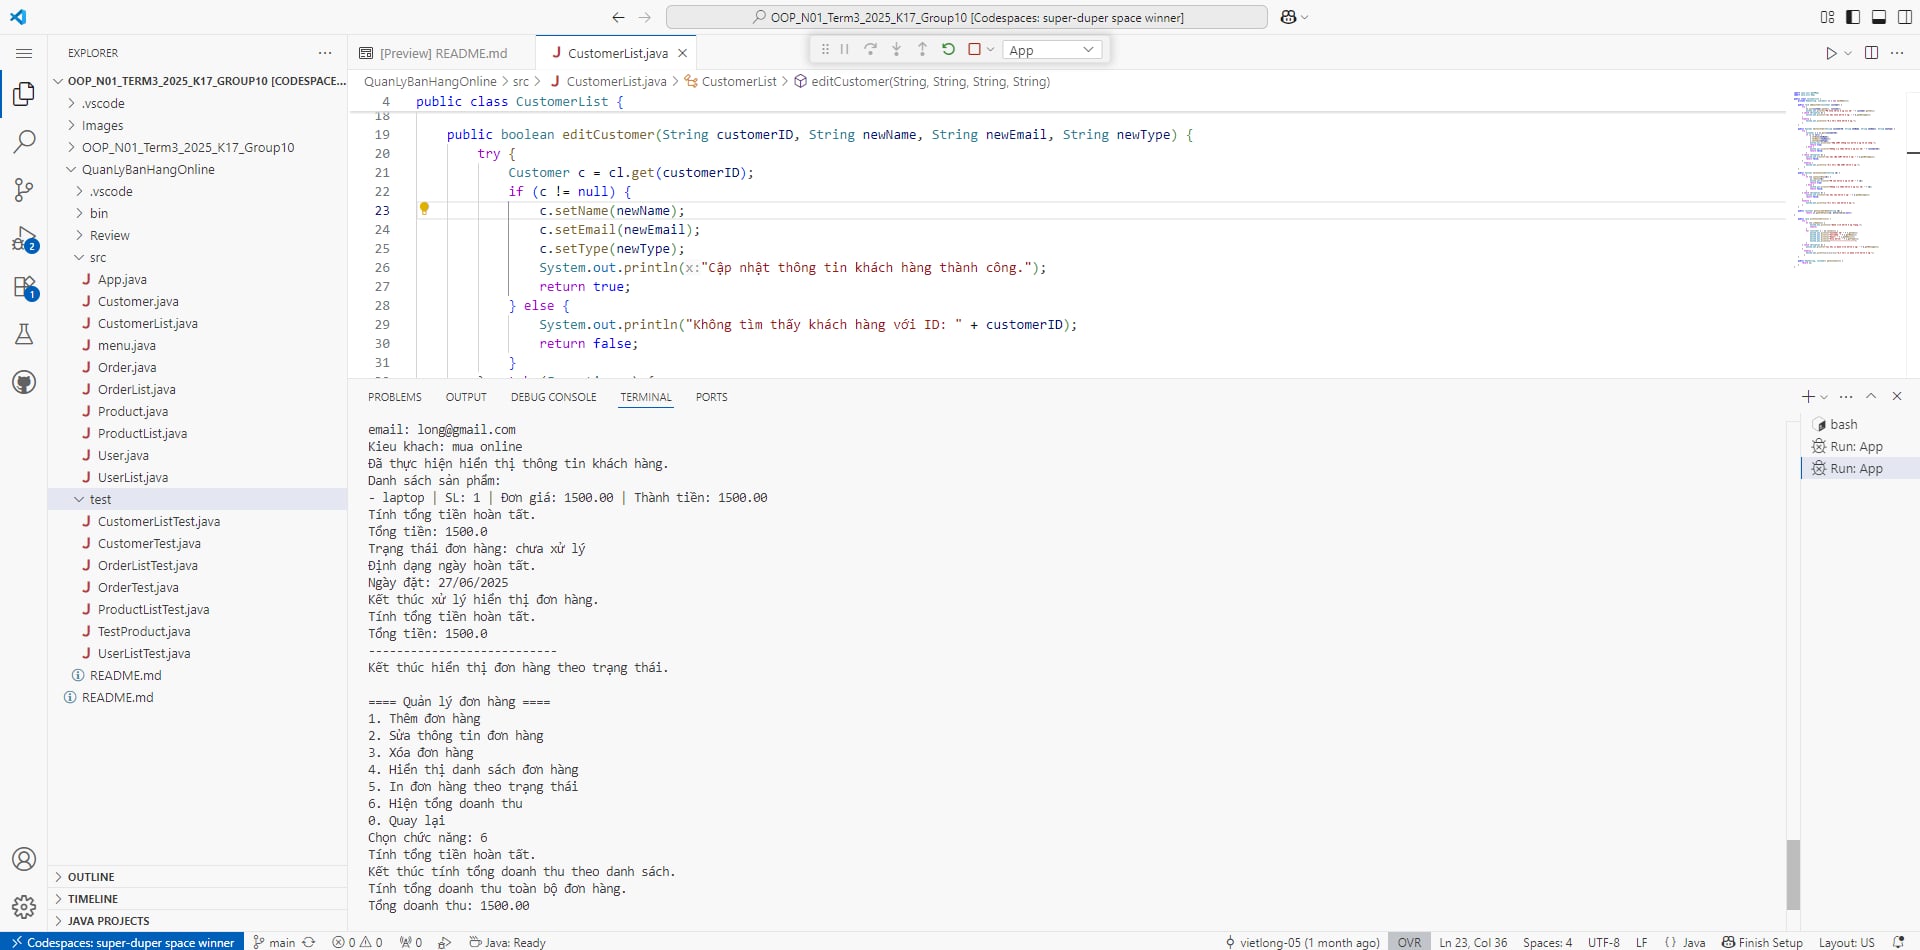 OOP_N01_Term3_2025_K17_Group10 [Codespaces: super-duper space winner]
EXPLORER
OOP_N01_TERM3_2025_K17_GROUP10 [CODESPACE...
.vscode
Images
OOP_N01_Term3_2025_K17_Group10
QuanLyBanHangOnline
.vscode
bin
Review
src
App.java
Customer.java
CustomerList.java
menu.java
Order.java
OrderList.java
Product.java
ProductList.java
User.java
UserList.java
test
CustomerListTest.java
CustomerTest.java
OrderListTest.java
OrderTest.java
ProductListTest.java
TestProduct.java
UserListTest.java
README.md
README.md
OUTLINE
TIMELINE
JAVA PROJECTS
2
1
[Preview] README.md
CustomerList.java
App
QuanLyBanHangOnline > src > CustomerList.java > CustomerList > editCustomer(String, String, String, String)
4 public class CustomerList {
18
19 public boolean editCustomer(String customerID, String newName, String newEmail, String newType) {
20 try {
21 Customer c = cl.get(customerID);
22 if (c != null) {
23 c.setName(newName);
24 c.setEmail(newEmail);
25 c.setType(newType);
26 System.out.println(x:"Cập nhật thông tin khách hàng thành công.");
27 return true;
28 } else {
29 System.out.println("Không tìm thấy khách hàng với ID: " + customerID);
30 return false;
31 }
PROBLEMS OUTPUT DEBUG CONSOLE TERMINAL PORTS
email: long@gmail.com
Kieu khach: mua online
Đã thực hiện hiển thị thông tin khách hàng.
Danh sách sản phẩm:
- laptop | SL: 1 | Đơn giá: 1500.00 | Thành tiền: 1500.00
Tính tổng tiền hoàn tất.
Tổng tiền: 1500.0
Trạng thái đơn hàng: chưa xử lý
Định dạng ngày hoàn tất.
Ngày đặt: 27/06/2025
Kết thúc xử lý hiển thị đơn hàng.
Tính tổng tiền hoàn tất.
Tổng tiền: 1500.0
---------------------------
Kết thúc hiển thị đơn hàng theo trạng thái.
==== Quản lý đơn hàng ====
1. Thêm đơn hàng
2. Sửa thông tin đơn hàng
3. Xóa đơn hàng
4. Hiển thị danh sách đơn hàng
5. In đơn hàng theo trạng thái
6. Hiện tổng doanh thu
0. Quay lại
Chọn chức năng: 6
Tính tổng tiền hoàn tất.
Kết thúc tính tổng doanh thu theo danh sách.
Tính tổng doanh thu toàn bộ đơn hàng.
Tổng doanh thu: 1500.00
bash
Run: App
Run: App
Codespaces: super-duper space winner main 0 0 0 Java: Ready vietlong-05 (1 month ago) OVR Ln 23, Col 36 Spaces: 4 UTF-8 LF { } Java Finish Setup Layout: US